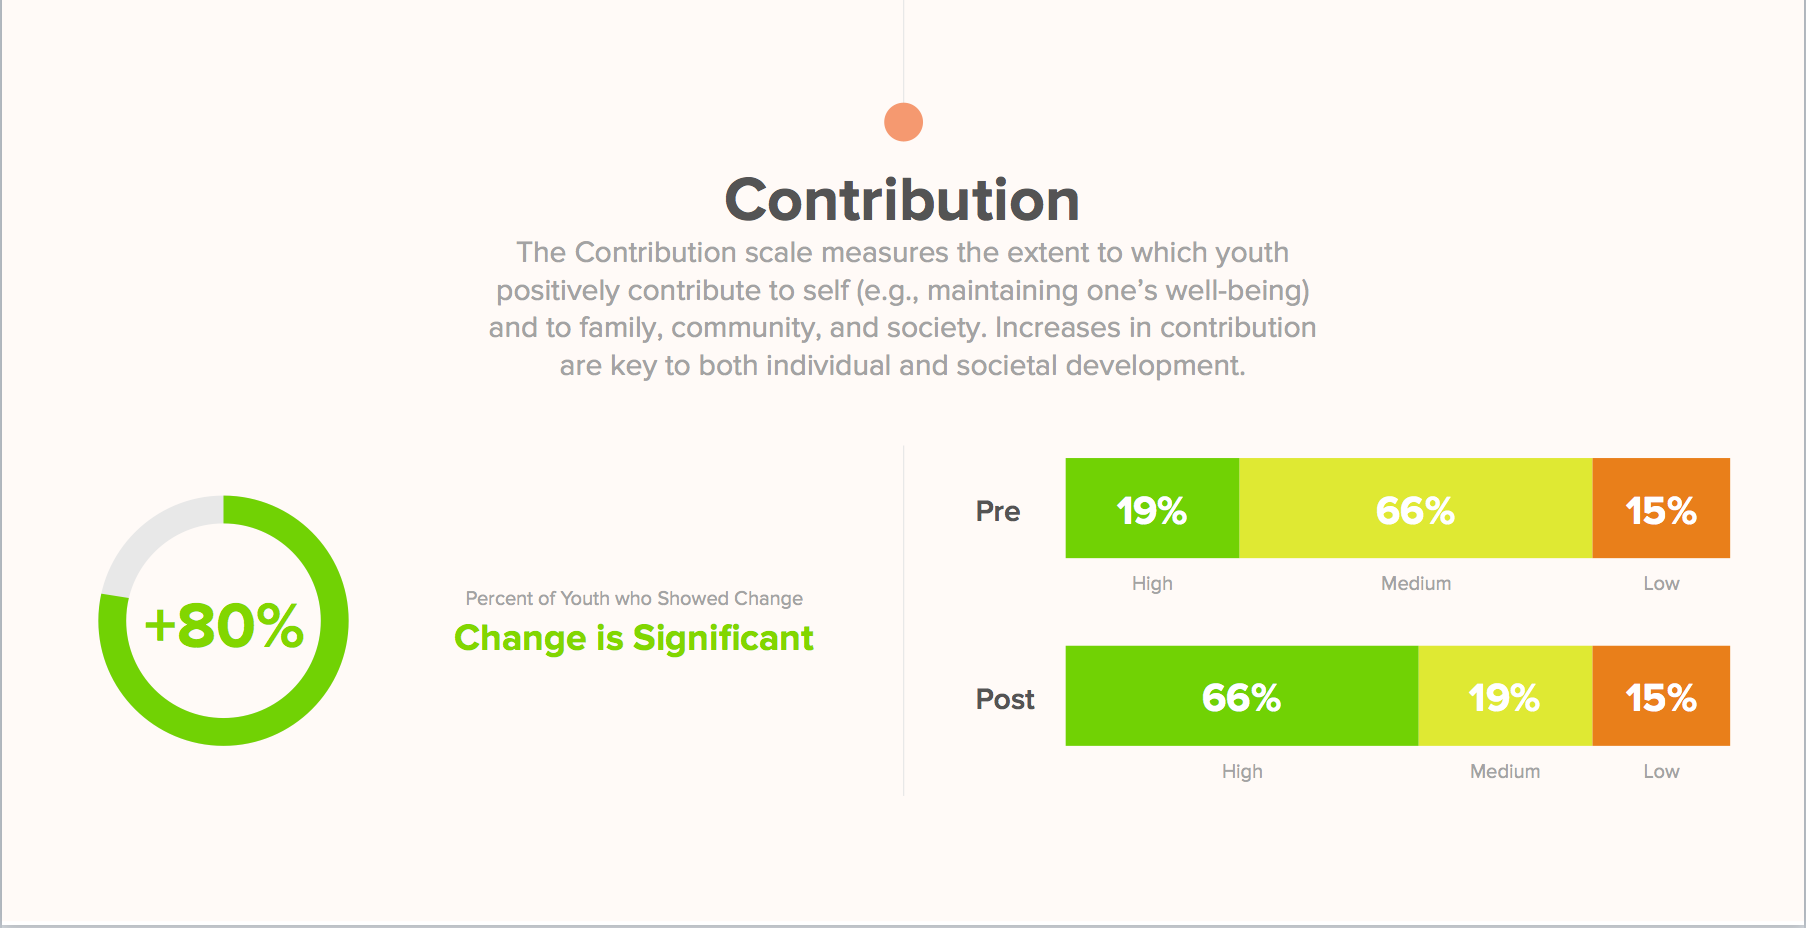 Contribution
The Contribution scale measures the extent to which youth
positively contribute to self (e.g., maintaining one’s well-being)
and to family, community, and society. Increases in contribution
are key to both individual and societal development.
+80%
Percent of Youth who Showed Change
Change is Significant
Pre
19%
66%
15%
High
Medium
Low
Post
66%
19%
15%
High
Medium
Low